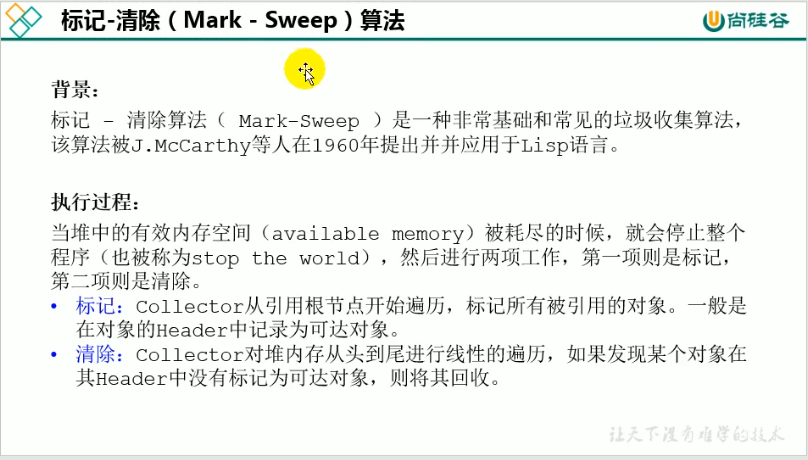 标记-清除（Mark - Sweep）算法
尚硅谷
背景：
标记 - 清除算法（ Mark-Sweep ）是一种非常基础和常见的垃圾收集算法，
该算法被J.McCarthy等人在1960年提出并并应用于Lisp语言。
执行过程：
当堆中的有效内存空间（available memory）被耗尽的时候，就会停止整个
程序（也被称为stop the world），然后进行两项工作，第一项则是标记，
第二项则是清除。
• 标记：Collector从引用根节点开始遍历，标记所有被引用的对象。一般是
在对象的Header中记录为可达对象。
• 清除：Collector对堆内存从头到尾进行线性的遍历，如果发现某个对象在
其Header中没有标记为可达对象，则将其回收。
让天下没有难学的技术